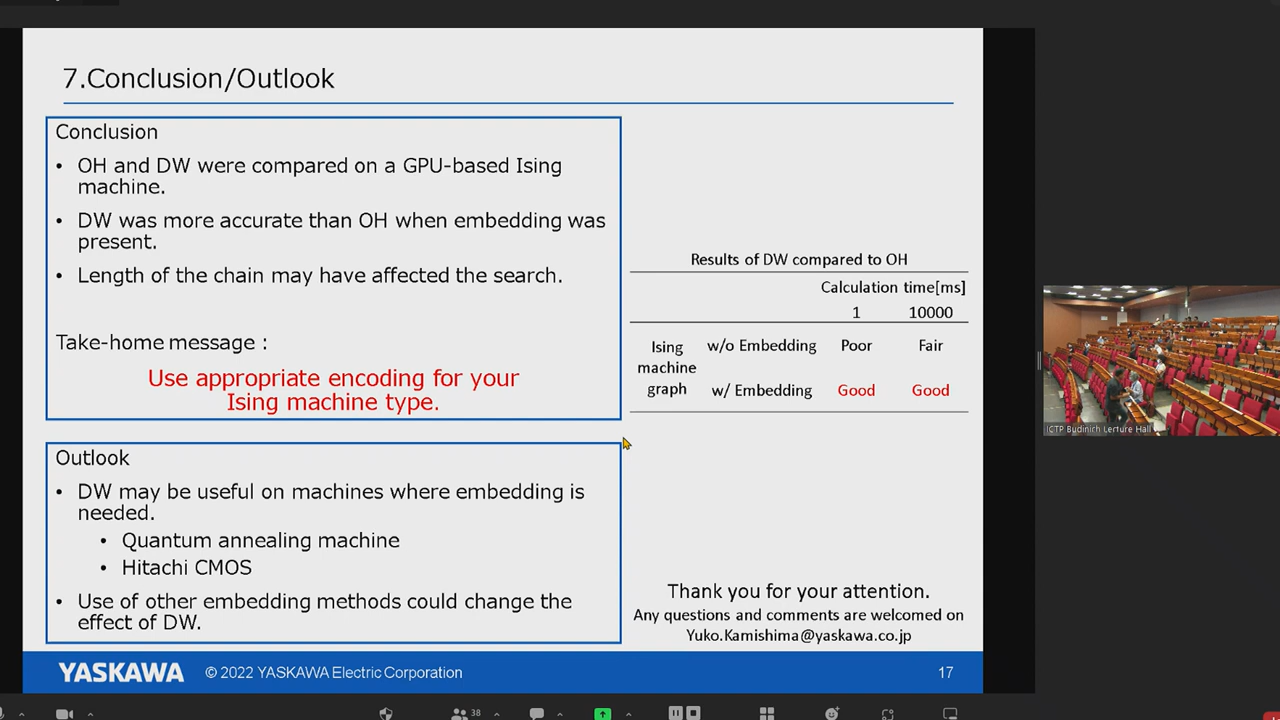 7.Conclusion/Outlook
Conclusion
• OH and DW were compared on a GPU-based Ising
machine.
• DW was more accurate than OH when embedding was
present.
• Length of the chain may have affected the search.
Take-home message :
Use appropriate encoding for your
Ising machine type.
Results of DW compared to OH
Calculation time[ms]
1 10000
Ising machine graph
w/o Embedding Poor Fair
w/ Embedding Good Good
Outlook
• DW may be useful on machines where embedding is
needed.
• Quantum annealing machine
• Hitachi CMOS
• Use of other embedding methods could change the
effect of DW.
Thank you for your attention.
Any questions and comments are welcomed on
Yuko.Kamishima@yaskawa.co.jp
YASKAWA © 2022 YASKAWA Electric Corporation 17
ICTP Budinich Lecture Hall
38